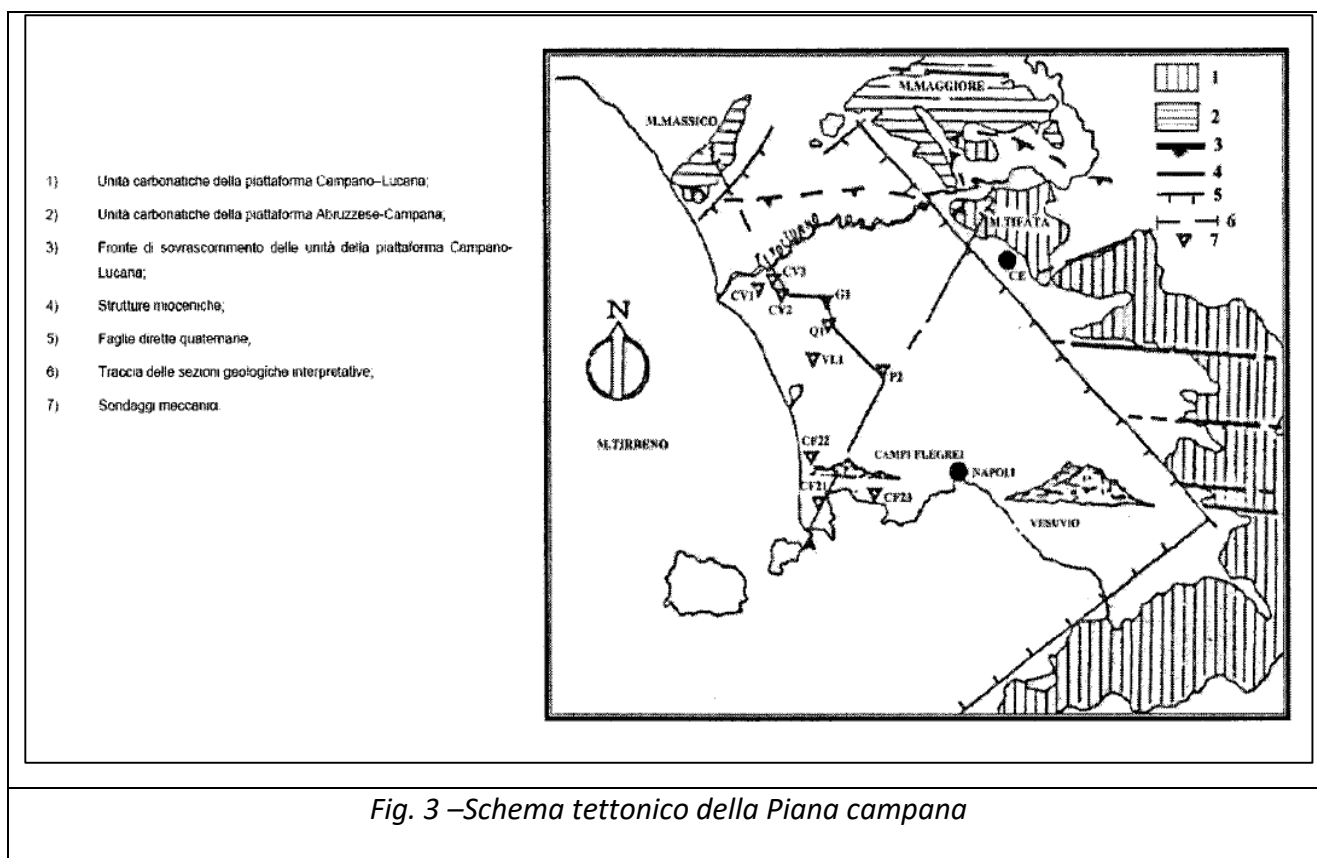 1) Unità carbonatiche della piattaforma Campano–Lucana;
2) Unità carbonatiche della piattaforma Abruzzese-Campana;
3) Fronte di sovrascorrimento delle unità della piattaforma Campano-
Lucana;
4) Strutture mioceniche;
5) Faglie dirette quaternarie,
6) Traccia delle sezioni geologiche interpretative;
7) Sondaggi meccanici.
M.MAGGIORE
M.MASSICO
1
2
3
4
5
6
7
M.TIFATA
VOLTURNO
CE
N
CV3
CV1
CV2
G1
Q1
VL1
P2
M.TIRRENO
CF22
CAMPI FLEGREI
NAPOLI
CF21
CF23
VESUVIO
Fig. 3 –Schema tettonico della Piana campana